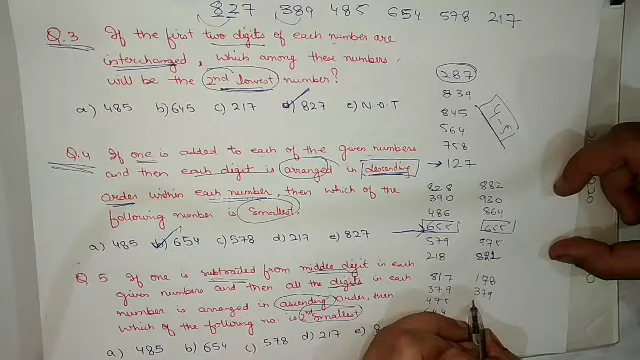 827 389 485 654 578 217
Q.3 If the first two digits of each number are
interchanged, which among these numbers
will be the 2nd lowest number?
a) 485 b) 645 c) 217 d) 827 e) N.O.T
287
839
845
564
758
127
4-5
Q.4 If one is added to each of the given numbers
and then each digit is arranged in descending
order within each number, then which of the
following number is smallest.
a) 485 b) 654 c) 578 d) 217 e) 827
828 882
390 930
486 864
655 655
579 975
218 821
Q.5 If one is subtracted from middle digit in each
given numbers and then all the digits in each
number is arranged in ascending order, then
which of the following no. is 2nd smallest
a) 485 b) 654 c) 578 d) 217 e) 8
817 178
379 379
475